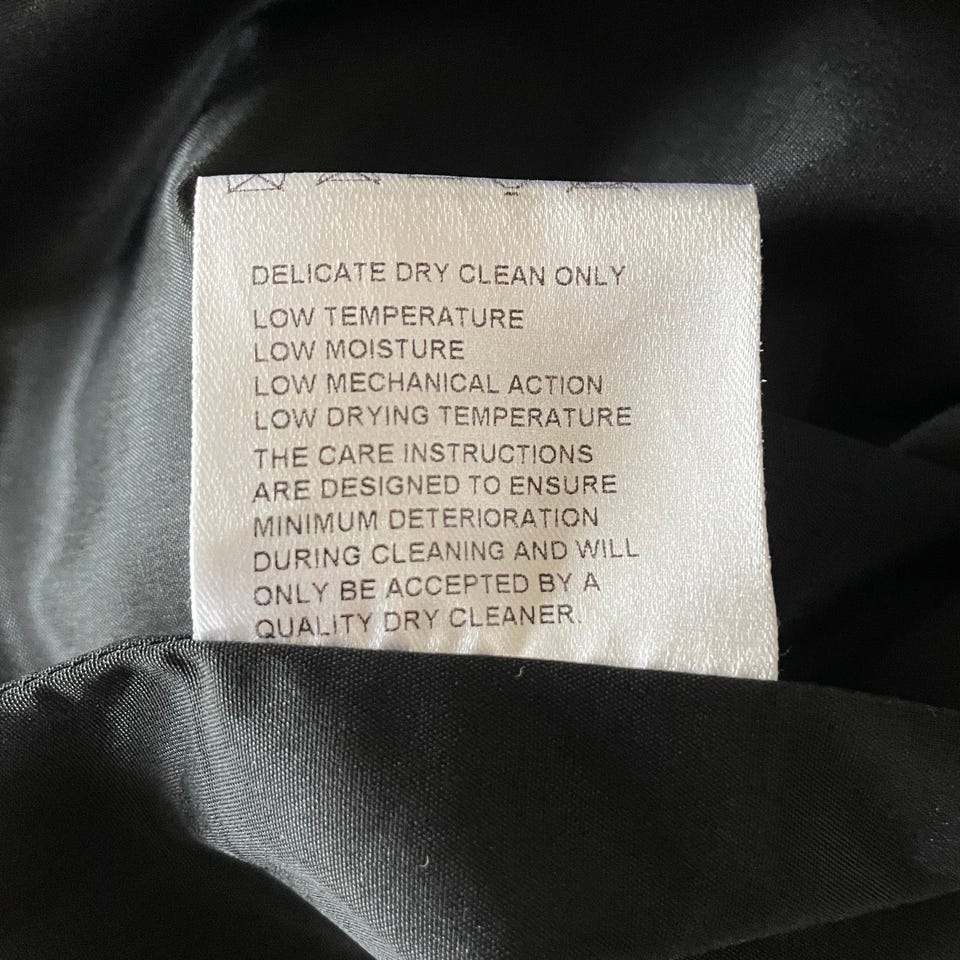 DELICATE DRY CLEAN ONLY
LOW TEMPERATURE
LOW MOISTURE
LOW MECHANICAL ACTION
LOW DRYING TEMPERATURE
THE CARE INSTRUCTIONS
ARE DESIGNED TO ENSURE
MINIMUM DETERIORATION
DURING CLEANING AND WILL
ONLY BE ACCEPTED BY A
QUALITY DRY CLEANER.